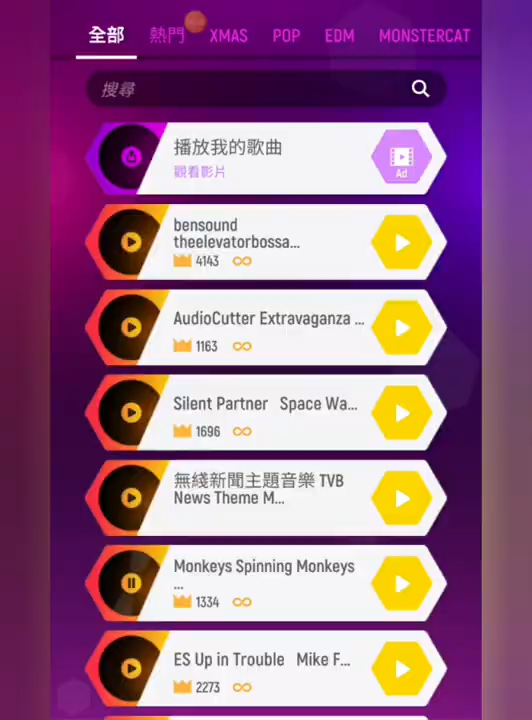 全部 熱門 XMAS POP EDM MONSTERCAT
搜尋
播放我的歌曲
觀看影片
Ad
bensound
theelevatorbossa...
4143
AudioCutter Extravaganza ...
1163
Silent Partner Space Wa...
1696
無綫新聞主題音樂 TVB
News Theme M...
Monkeys Spinning Monkeys
...
1334
ES Up in Trouble Mike F...
2273